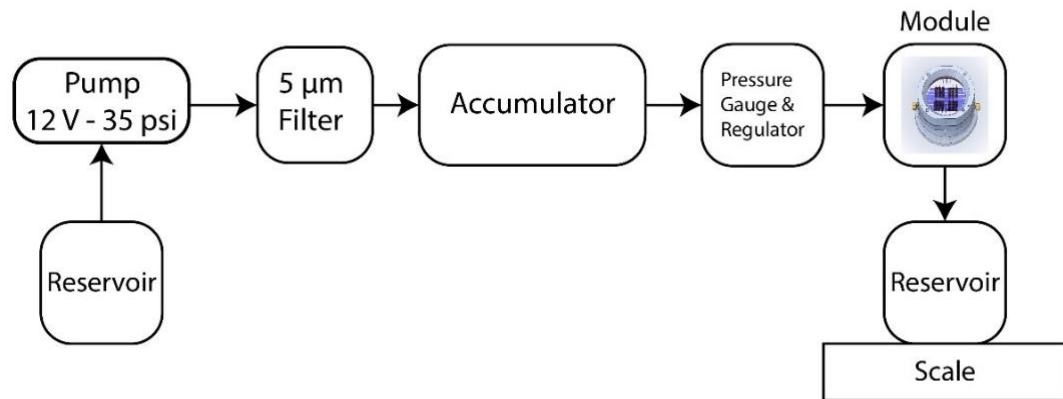 Module
Pump
12 V - 35 psi
5 µm
Filter
Accumulator
Pressure
Gauge &
Regulator
Reservoir
Reservoir
Scale